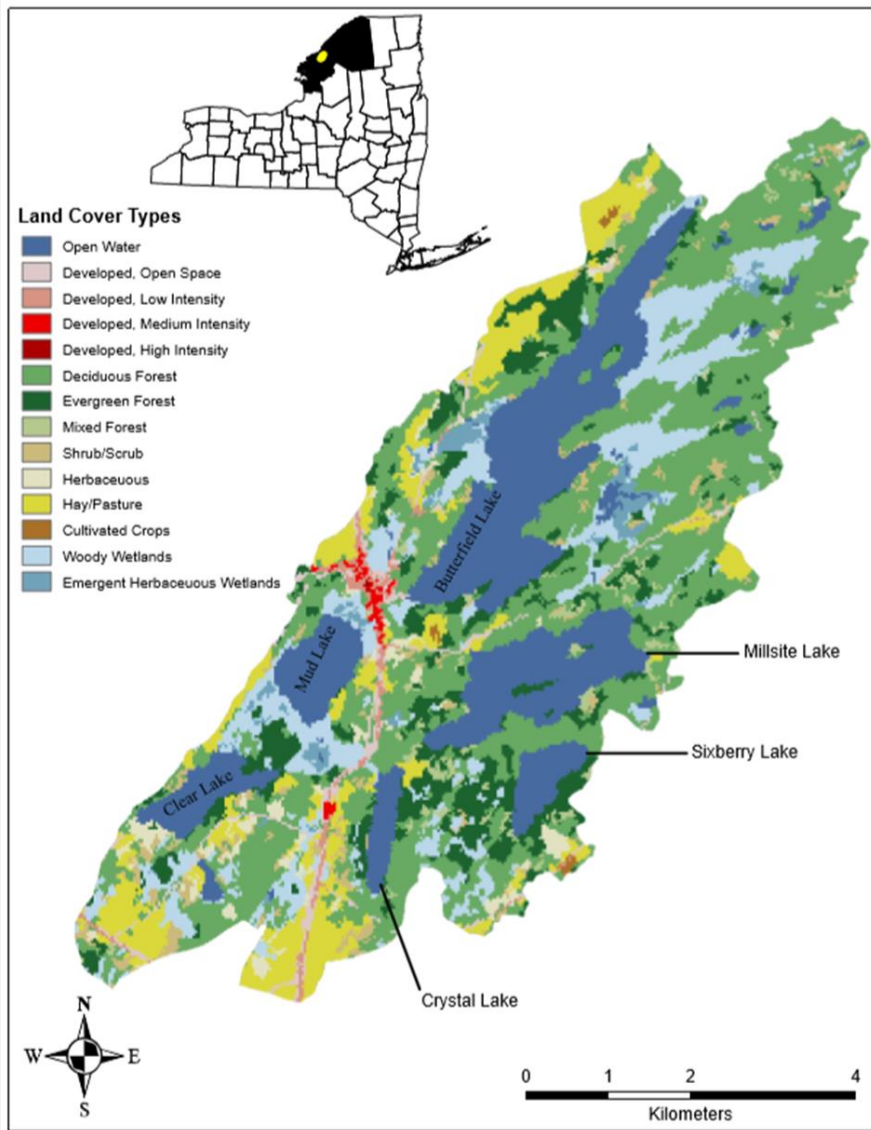 Land Cover Types
Open Water
Developed, Open Space
Developed, Low Intensity
Developed, Medium Intensity
Developed, High Intensity
Deciduous Forest
Evergreen Forest
Mixed Forest
Shrub/Scrub
Herbaceuous
Hay/Pasture
Cultivated Crops
Woody Wetlands
Emergent Herbaceuous Wetlands
Butterfield Lake
Mud Lake
Millsite Lake
Sixberry Lake
Clear Lake
Crystal Lake
N
W E
S
0 1 2 4
Kilometers